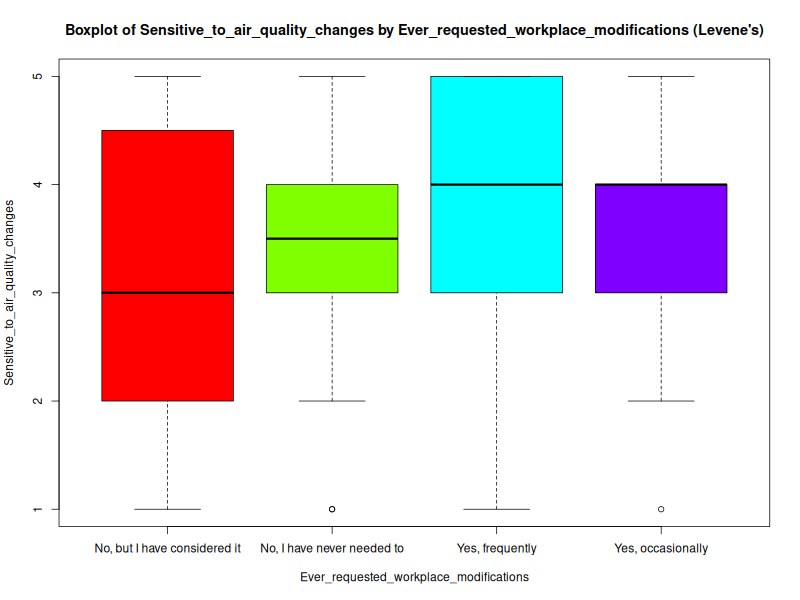 Boxplot of Sensitive_to_air_quality_changes by Ever_requested_workplace_modifications (Levene's)
Sensitive_to_air_quality_changes
5
4
3
2
1
No, but I have considered it
No, I have never needed to
Yes, frequently
Yes, occasionally
Ever_requested_workplace_modifications